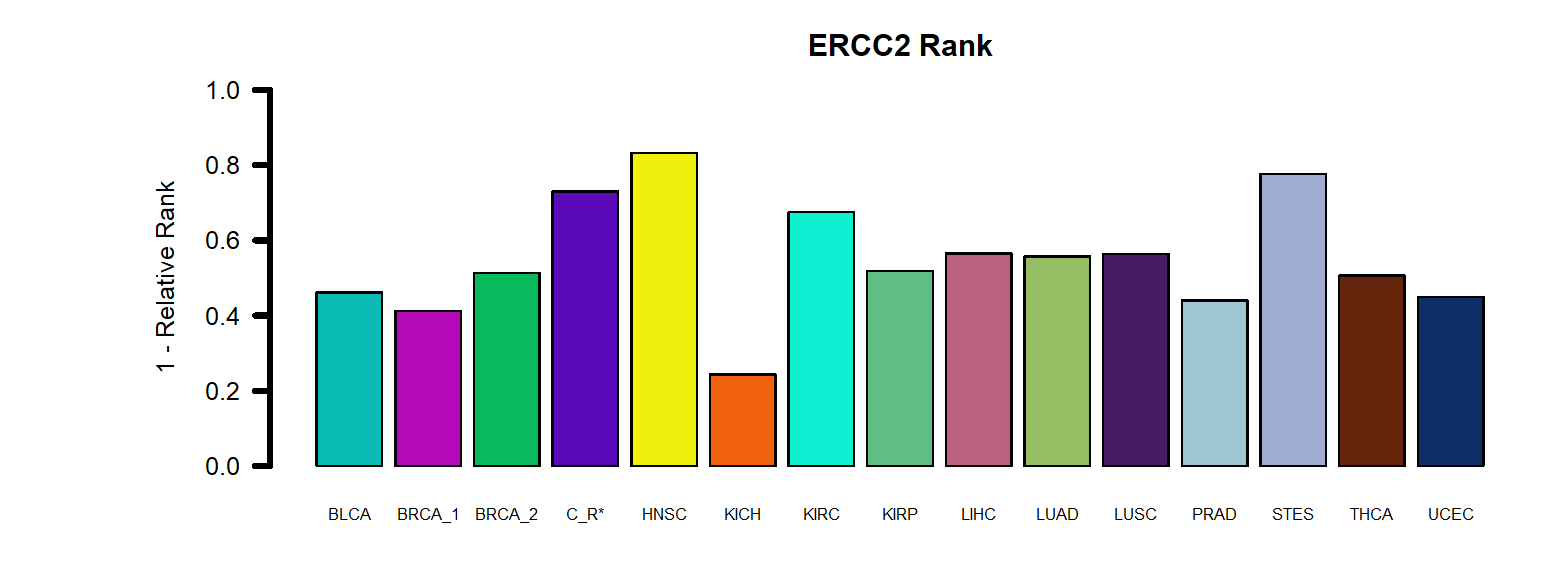 ERCC2 Rank
1.0
0.8
0.6
0.4
0.2
0.0
1 - Relative Rank
BLCA BRCA_1 BRCA_2 C_R* HNSC KICH KIRC KIRP LIHC LUAD LUSC PRAD STES THCA UCEC